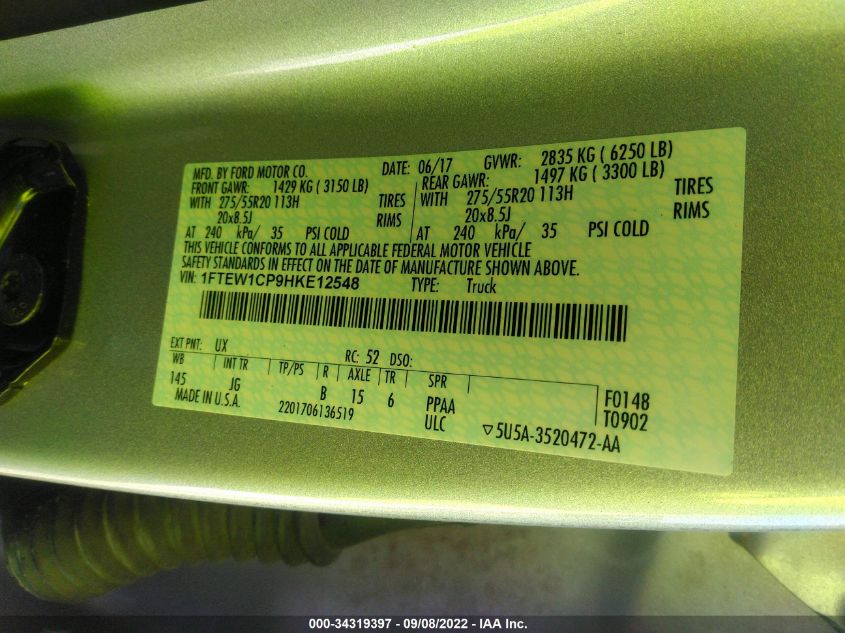 MFD. BY FORD MOTOR CO. DATE: 06/17 GVWR: 2835 KG ( 6250 LB)
FRONT GAWR: 1429 KG ( 3150 LB) REAR GAWR: 1497 KG ( 3300 LB)
WITH 275/55R20 113H TIRES WITH 275/55R20 113H TIRES
20x8.5J RIMS 20x8.5J RIMS
AT 240 kPa/ 35 PSI COLD AT 240 kPa/ 35 PSI COLD
THIS VEHICLE CONFORMS TO ALL APPLICABLE FEDERAL MOTOR VEHICLE
SAFETY STANDARDS IN EFFECT ON THE DATE OF MANUFACTURE SHOWN ABOVE.
VIN: 1FTEW1CP9HKE12548 TYPE: Truck
EXT PNT: UX RC: 52 DSO:
WB INT TR TP/PS R AXLE TR SPR
145 JG B 15 6 PPAA F0148
MADE IN U.S.A. 2201706136519 ULC T0902
▽5U5A-3520472-AA
000-34319397 - 09/08/2022 - IAA Inc.